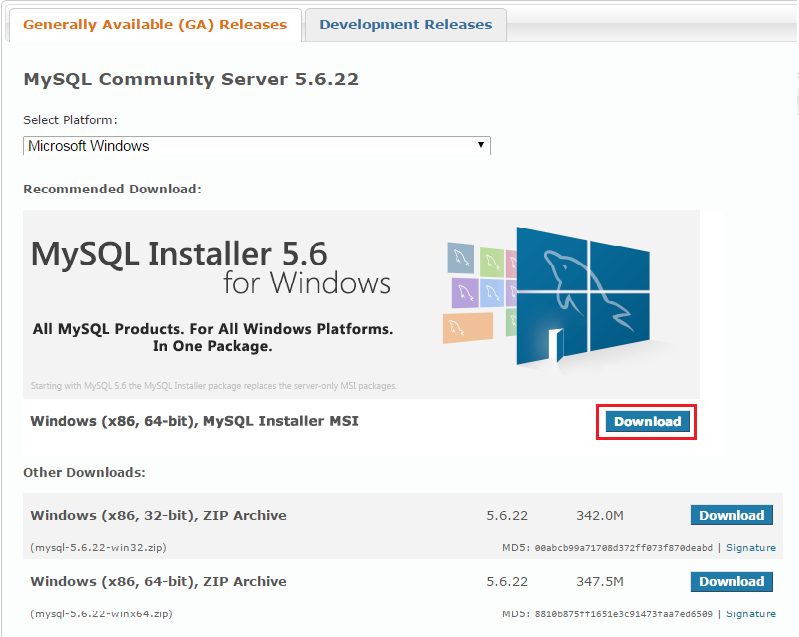 Generally Available (GA) Releases
Development Releases
MySQL Community Server 5.6.22
Select Platform:
Microsoft Windows
Recommended Download:
MySQL Installer 5.6
for Windows
All MySQL Products. For All Windows Platforms.
In One Package.
Starting with MySQL 5.6 the MySQL Installer package replaces the server-only MSI packages.
Windows (x86, 64-bit), MySQL Installer MSI
Download
Other Downloads:
Windows (x86, 32-bit), ZIP Archive 5.6.22 342.0M Download
(mysql-5.6.22-win32.zip) MD5: 00abcb99a71708d372ff073f870deabd | Signature
Windows (x86, 64-bit), ZIP Archive 5.6.22 347.5M Download
(mysql-5.6.22-winx64.zip) MD5: 8810b875ff1651e3c91473faa7ed6509 | Signature